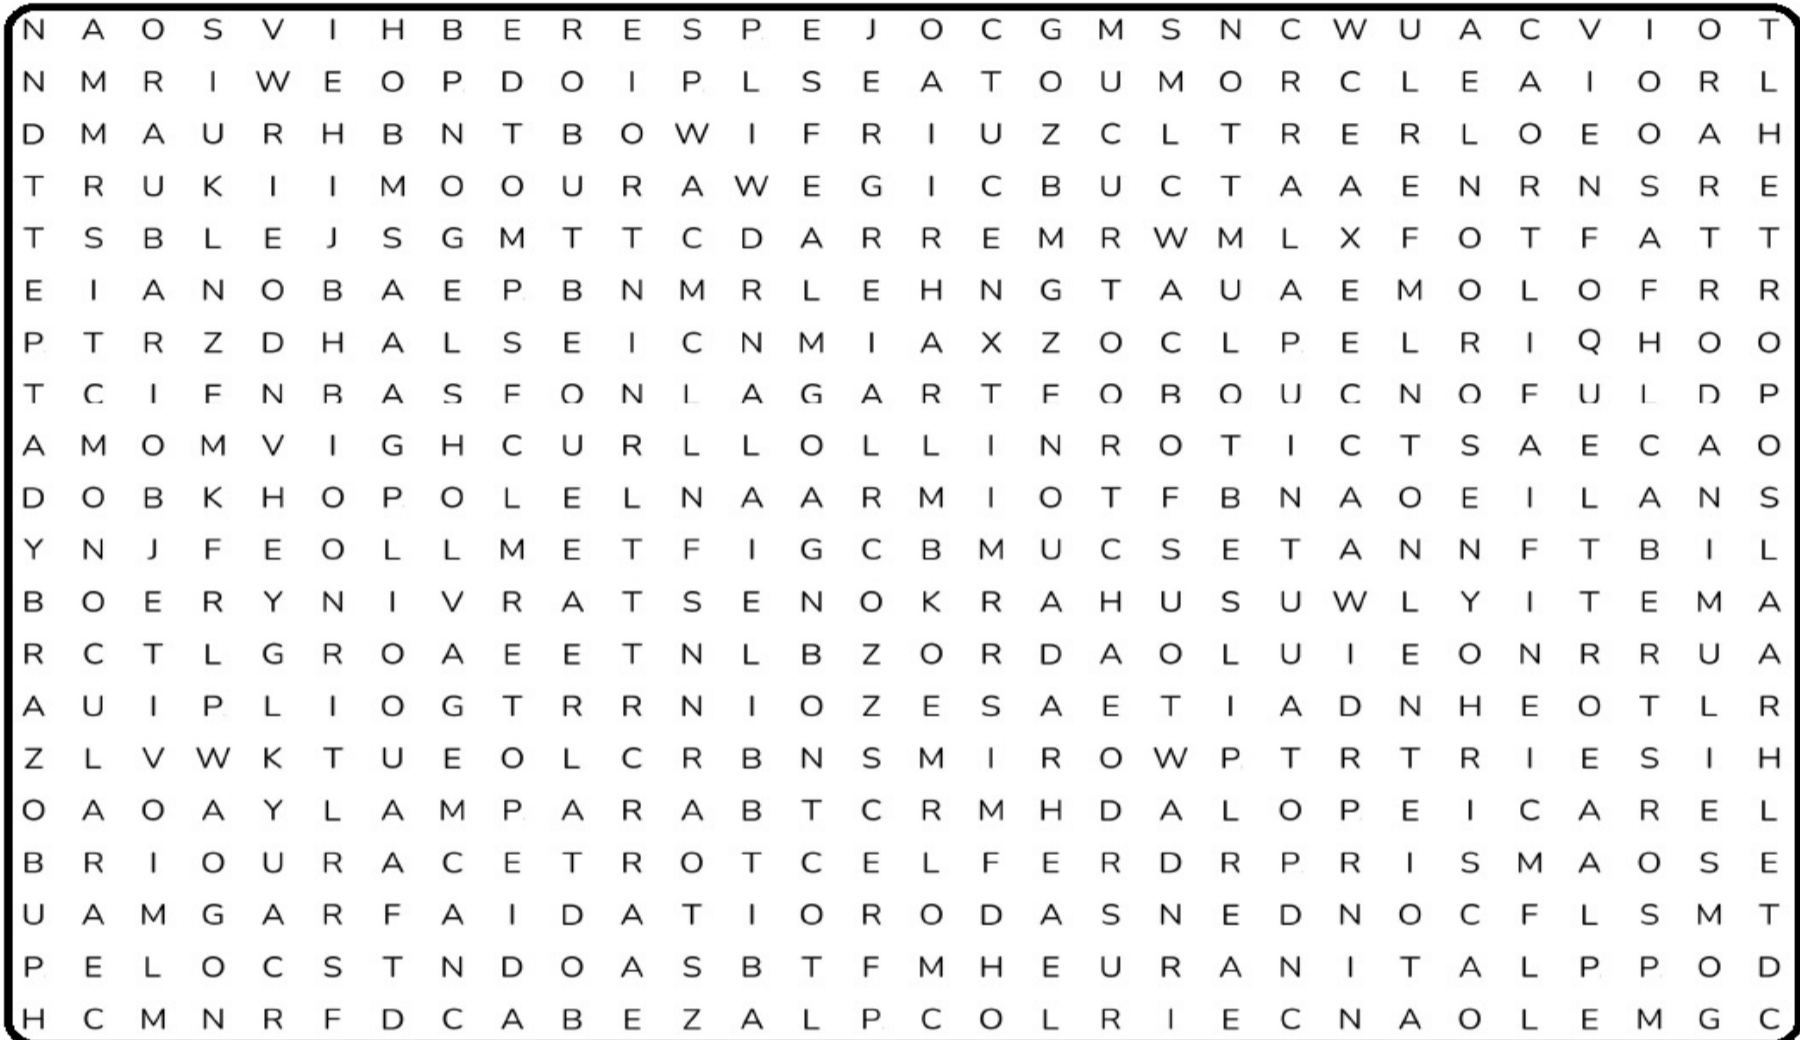 N A O S V I H B E R E S P E J O C G M S N C W U A C V I O T
N M R I W E O P D O I P L S E A T O U M O R C L E A I O R L
D M A U R H B N T B O W I F R I U Z C L T R E R L O E O A H
T R U K I I M O O U R A W E G I C B U C T A A E N R N S R E
T S B L E J S G M T T C D A R R E M R W M L X F O T F A T T
E I A N O B A E P B N M R L E H N G T A U A E M O L O F R R
P T R Z D H A L S E I C N M I A X Z O C L P E L R I Q H O O
T C I F N B A S F O N L A G A R T F O B O U C N O F U L D P
A M O M V I G H C U R L L O L L I N R O T I C T S A E C A O
D O B K H O P O L E L N A A R M I O T F B N A O E I L A N S
Y N J F E O L L M E T F I G C B M U C S E T A N N F T B I L
B O E R Y N I V R A T S E N O K R A H U S U W L Y I T E M A
R C T L G R O A E E T N L B Z O R D A O L U I E O N R R U A
A U I P L I O G T R R N I O Z E S A E T I A D N H E O T L R
Z L V W K T U E O L C R B N S M I R O W P T R T R I E S I H
O A O A Y L A M P A R A B T C R M H D A L O P E I C A R E L
B R I O U R A C E T R O T C E L F E R D R P R I S M A O S E
U A M G A R F A I D A T I O R O D A S N E D N O C F L S M T
P E L O C S T N D O A S B T F M H E U R A N I T A L P P O D
H C M N R F D C A B E Z A L P C O L R I E C N A O L E M G C